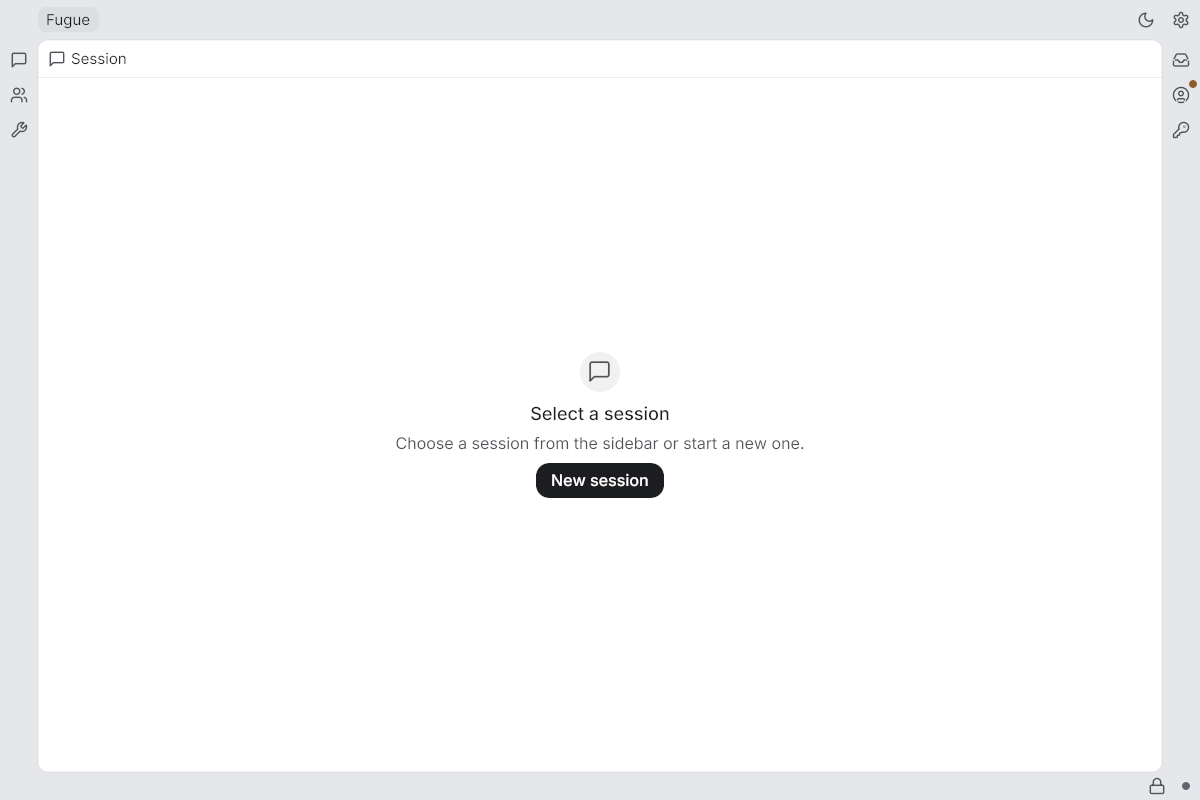 Fugue
Session
Select a session
Choose a session from the sidebar or start a new one.
New session